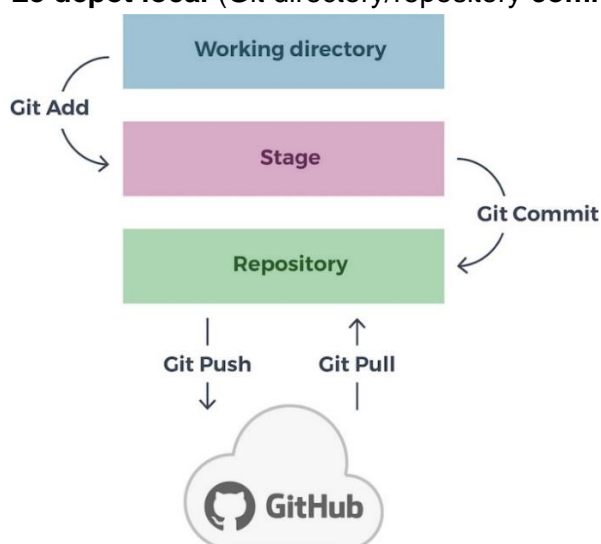 Le dépôt local (Git directory/repository
Working directory
Git Add
Stage
Git Commit
Repository
Git Push Git Pull
GitHub